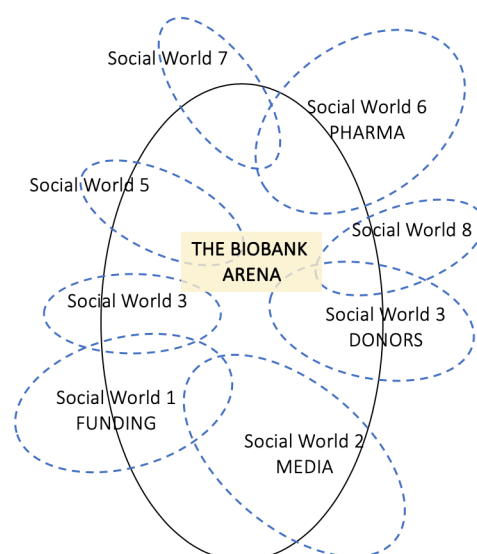 Social World 7
Social World 6
PHARMA
Social World 5
Social World 8
THE BIOBANK
ARENA
Social World 3
Social World 3
DONORS
Social World 1
FUNDING
Social World 2
MEDIA